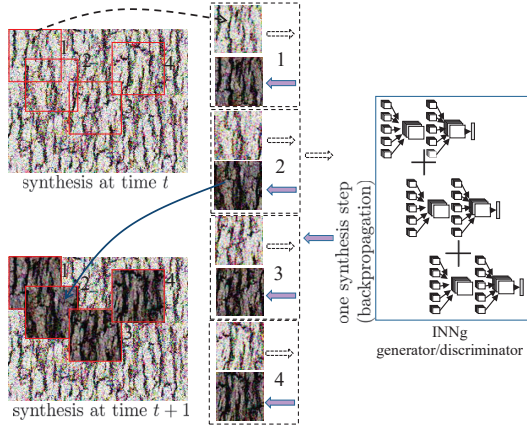 1
2
4
synthesis at time t
1
2
4
3
synthesis at time t + 1
1
2
3
4
one synthesis step
(backpropagation)
INNg
generator/discriminator